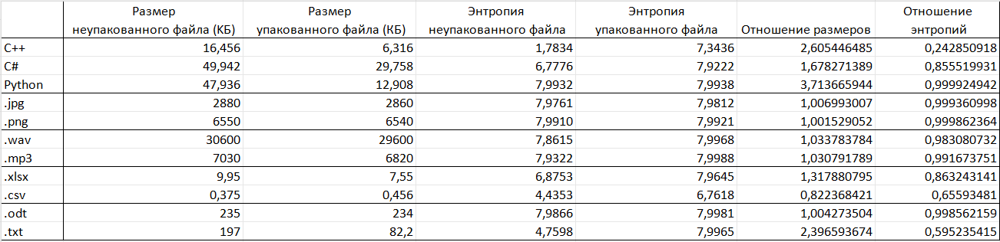 Размер неупакованного файла (КБ) Размер упакованного файла (КБ) Энтропия неупакованного файла Энтропия упакованного файла Отношение размеров Отношение энтропий
C++ 16,456 6,316 1,7834 7,3436 2,605446485 0,242850918
C# 49,942 29,758 6,7776 7,9222 1,678271389 0,855519931
Python 47,936 12,908 7,9932 7,9938 3,713665944 0,999924942
.jpg 2880 2860 7,9761 7,9812 1,006993007 0,999360998
.png 6550 6540 7,9910 7,9921 1,001529052 0,999862364
.wav 30600 29600 7,8615 7,9968 1,033783784 0,983080732
.mp3 7030 6820 7,9322 7,9988 1,030791789 0,991673751
.xlsx 9,95 7,55 6,8753 7,9645 1,317880795 0,863243141
.csv 0,375 0,456 4,4353 6,7618 0,822368421 0,65593481
.odt 235 234 7,9866 7,9981 1,004273504 0,998562159
.txt 197 82,2 4,7598 7,9965 2,396593674 0,595235415